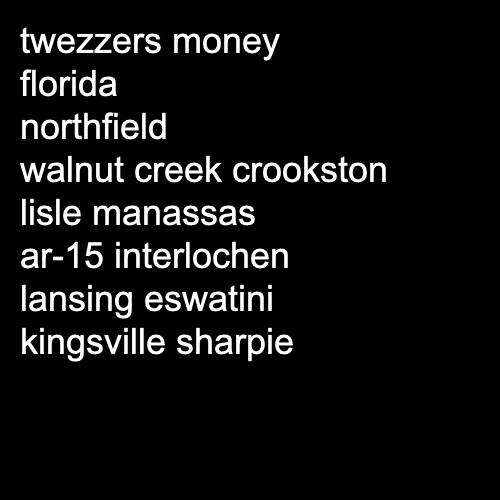 twezzers money
florida
northfield
walnut creek crookston
lisle manassas
ar-15 interlochen
lansing eswatini
kingsville sharpie